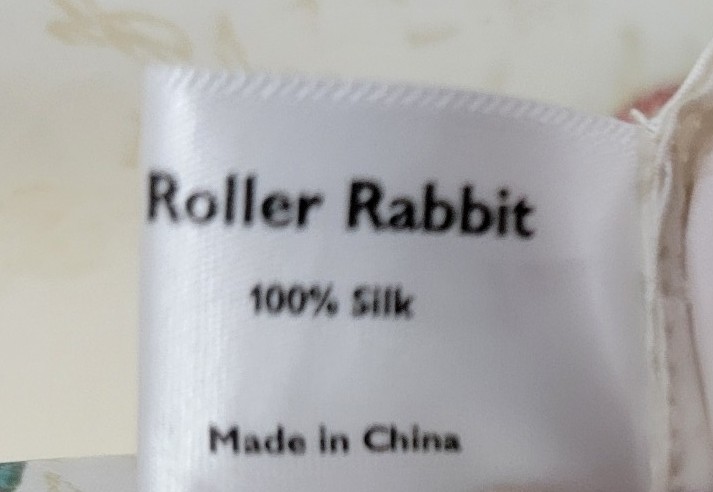 Roller Rabbit
100% Silk
Made in China